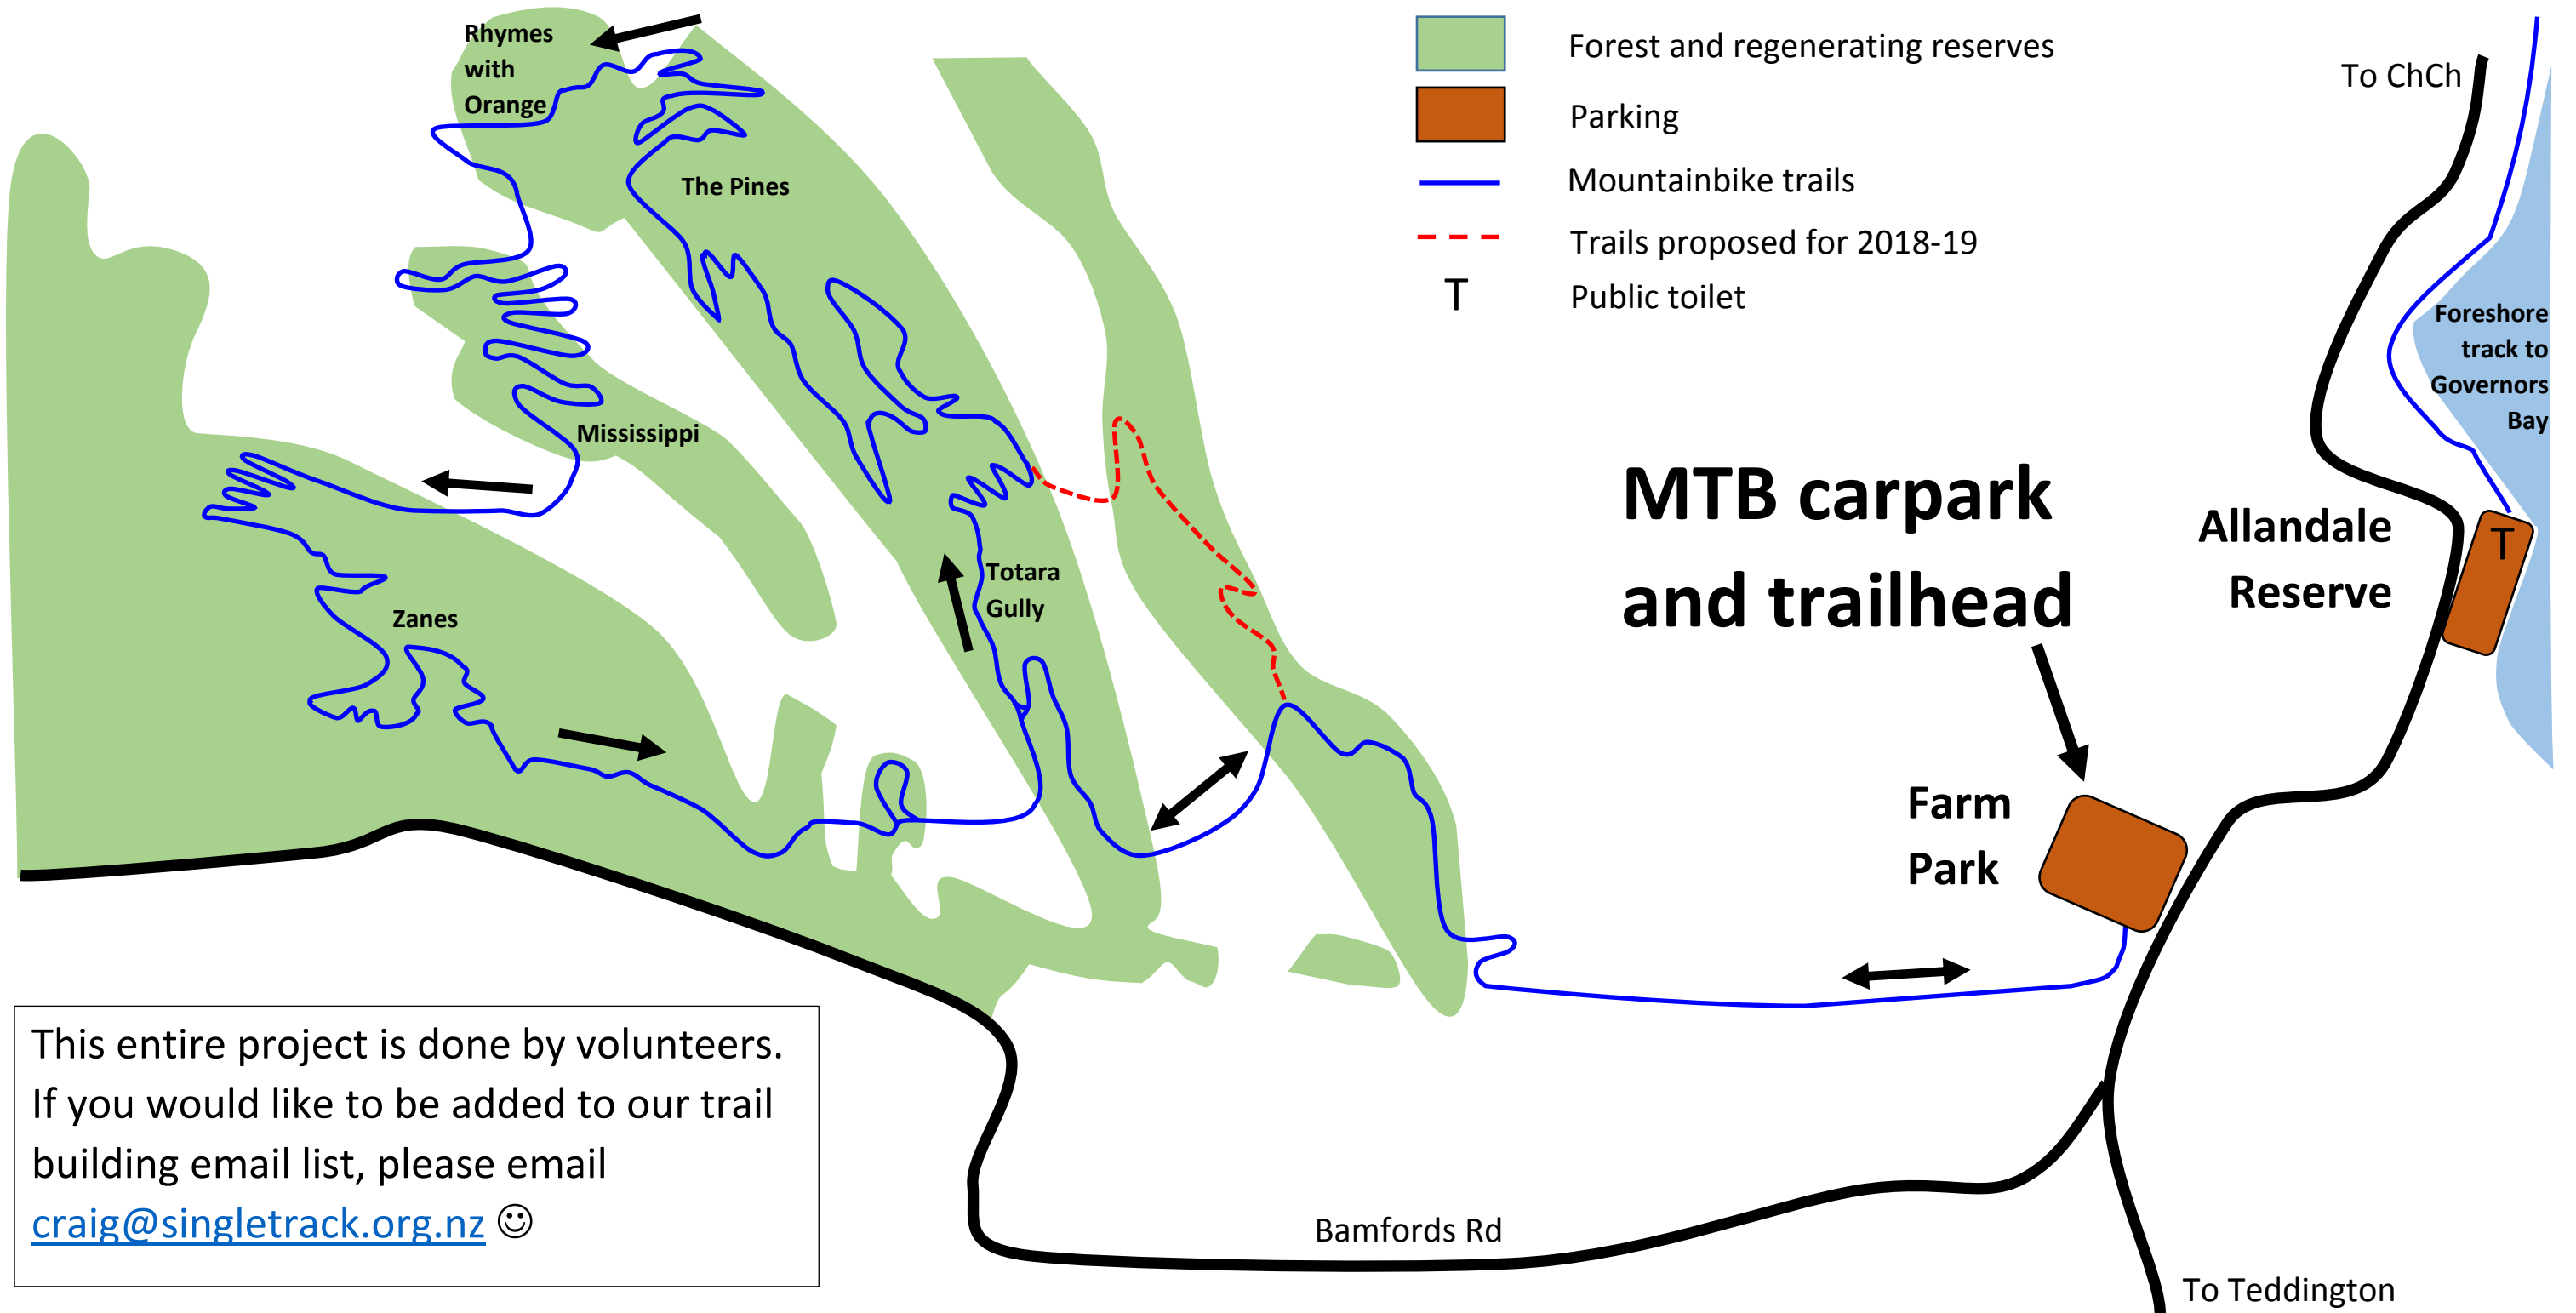 Rhymes
with
Orange
The Pines
Mississippi
Zanes
Totara
Gully
Forest and regenerating reserves
Parking
Mountainbike trails
Trails proposed for 2018-19
T
Public toilet
To ChCh
Foreshore
track to
Governors
Bay
MTB carpark
and trailhead
Allandale
Reserve
T
Farm
Park
This entire project is done by volunteers.
If you would like to be added to our trail
building email list, please email
craig@singletrack.org.nz ☺
Bamfords Rd
To Teddington